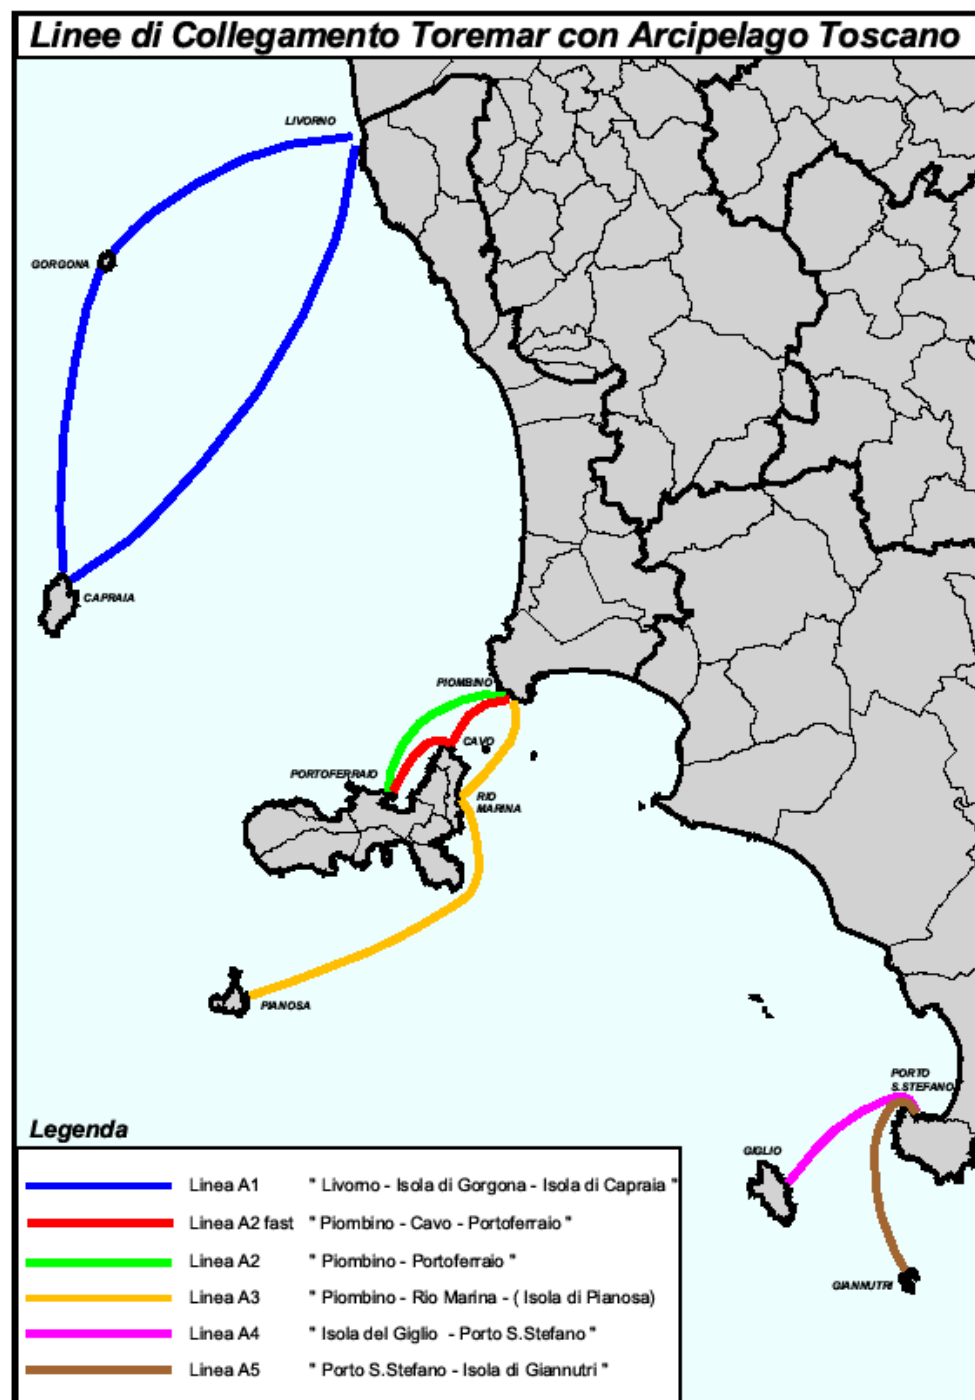 Linee di Collegamento Toremar con Arcipelago Toscano
LIVORNO
GORGONA
CAPRAIA
PIOMBINO
CAVO
PORTOFERRAIO
RIO
MARINA
PIANOSA
PORTO
S.STEFANO
GIGLIO
GIANNUTRI
Legenda
Linea A1 " Livorno - Isola di Gorgona - Isola di Capraia "
Linea A2 fast " Piombino - Cavo - Portoferraio "
Linea A2 " Piombino - Portoferraio "
Linea A3 " Piombino - Rio Marina - ( Isola di Pianosa)
Linea A4 " Isola del Giglio - Porto S.Stefano "
Linea A5 " Porto S.Stefano - Isola di Giannutri "